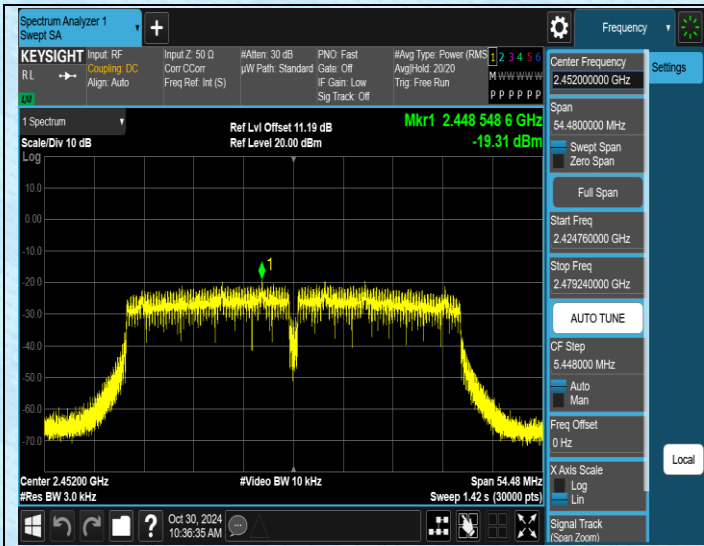 Spectrum Analyzer 1
Swept SA
Frequency
KEYSIGHT
RL
LXI
Input: RF
Coupling: DC
Align: Auto
Input Z: 50 Ω
Corr CCorr
Freq Ref: Int (S)
#Atten: 30 dB
µW Path: Standard
PNO: Fast
Gate: Off
IF Gain: Low
Sig Track: Off
#Avg Type: Power (RMS
Avg|Hold: 20/20
Trig: Free Run
1 2 3 4 5 6
M W W W W W
P P P P P P
1 Spectrum
Scale/Div 10 dB
Ref Lvl Offset 11.19 dB
Ref Level 20.00 dBm
Mkr1 2.448 548 6 GHz
-19.31 dBm
Log
10.0
0.00
-10.0
-20.0
-30.0
-40.0
-50.0
-60.0
-70.0
1
Center 2.45200 GHz
#Res BW 3.0 kHz
#Video BW 10 kHz
Span 54.48 MHz
Sweep 1.42 s (30000 pts)
?
Oct 30, 2024
10:36:35 AM
Center Frequency
2.452000000 GHz
Span
54.4800000 MHz
Swept Span
Zero Span
Full Span
Start Freq
2.424760000 GHz
Stop Freq
2.479240000 GHz
AUTO TUNE
CF Step
5.448000 MHz
Auto
Man
Freq Offset
0 Hz
X Axis Scale
Log
Lin
Signal Track
(Span Zoom)
Settings
Local